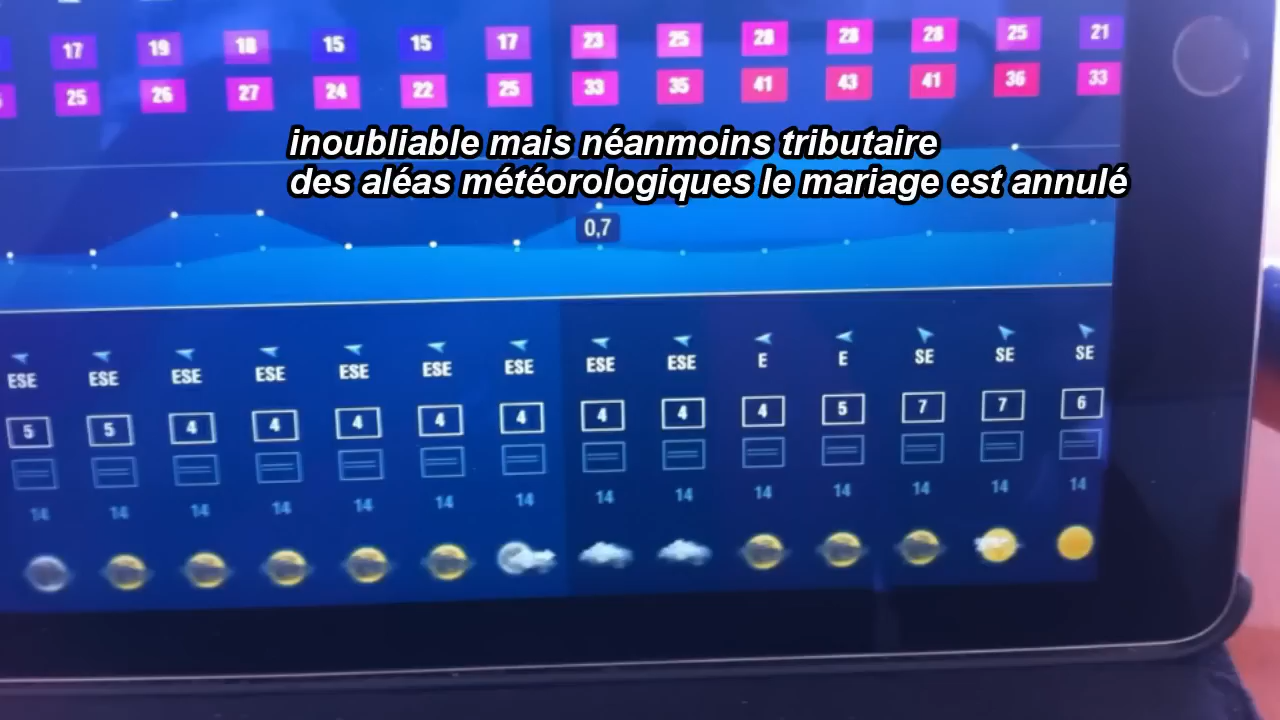 17 19 18 15 15 17 23 25 28 28 28 25 21
25 26 27 24 22 25 33 35 41 43 41 36 33
inoubliable mais néanmoins tributaire
des aléas météorologiques le mariage est annulé
0,7
ESE ESE ESE ESE ESE ESE ESE ESE ESE E E SE SE SE
5 5 4 4 4 4 4 4 4 4 5 7 7 6
14 14 14 14 14 14 14 14 14 14 14 14 14 14